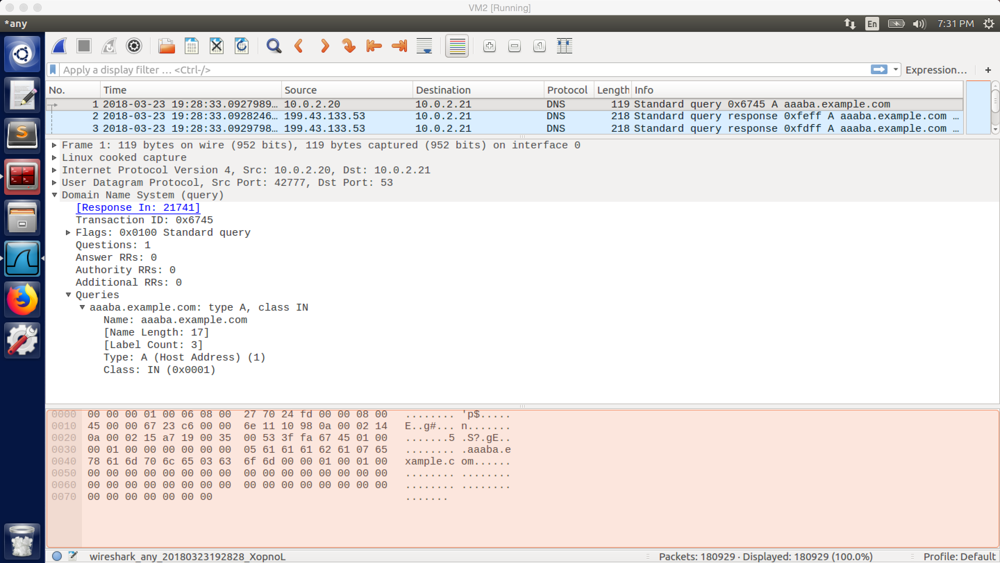 VM2 [Running]
*any
En
7:31 PM
Apply a display filter … <Ctrl-/>
Expression…
+
No. Time Source Destination Protocol Length Info
1 2018-03-23 19:28:33.0927989… 10.0.2.20 10.0.2.21 DNS 119 Standard query 0x6745 A aaaba.example.com
2 2018-03-23 19:28:33.0928246… 199.43.133.53 10.0.2.21 DNS 218 Standard query response 0xfeff A aaaba.example.com …
3 2018-03-23 19:28:33.0929798… 199.43.133.53 10.0.2.21 DNS 218 Standard query response 0xfdff A aaaba.example.com …
Frame 1: 119 bytes on wire (952 bits), 119 bytes captured (952 bits) on interface 0
Linux cooked capture
Internet Protocol Version 4, Src: 10.0.2.20, Dst: 10.0.2.21
User Datagram Protocol, Src Port: 42777, Dst Port: 53
Domain Name System (query)
[Response In: 21741]
Transaction ID: 0x6745
Flags: 0x0100 Standard query
Questions: 1
Answer RRs: 0
Authority RRs: 0
Additional RRs: 0
Queries
aaaba.example.com: type A, class IN
Name: aaaba.example.com
[Name Length: 17]
[Label Count: 3]
Type: A (Host Address) (1)
Class: IN (0x0001)
0000 00 00 00 01 00 06 08 00 27 70 24 fd 00 00 08 00 ........ 'p$.....
0010 45 00 00 67 23 c6 00 00 6e 11 10 98 0a 00 02 14 E..g#... n.......
0020 0a 00 02 15 a7 19 00 35 00 53 3f fa 67 45 01 00 .......5 .S?.gE..
0030 00 01 00 00 00 00 00 00 05 61 61 61 62 61 07 65 ........ .aaaba.e
0040 78 61 6d 70 6c 65 03 63 6f 6d 00 00 01 00 01 00 xample.c om......
0050 00 00 00 00 00 00 00 00 00 00 00 00 00 00 00 00 ........ ........
0060 00 00 00 00 00 00 00 00 00 00 00 00 00 00 00 00 ........ ........
0070 00 00 00 00 00 00 00 .......
wireshark_any_20180323192828_XopnoL
Packets: 180929 · Displayed: 180929 (100.0%)
Profile: Default